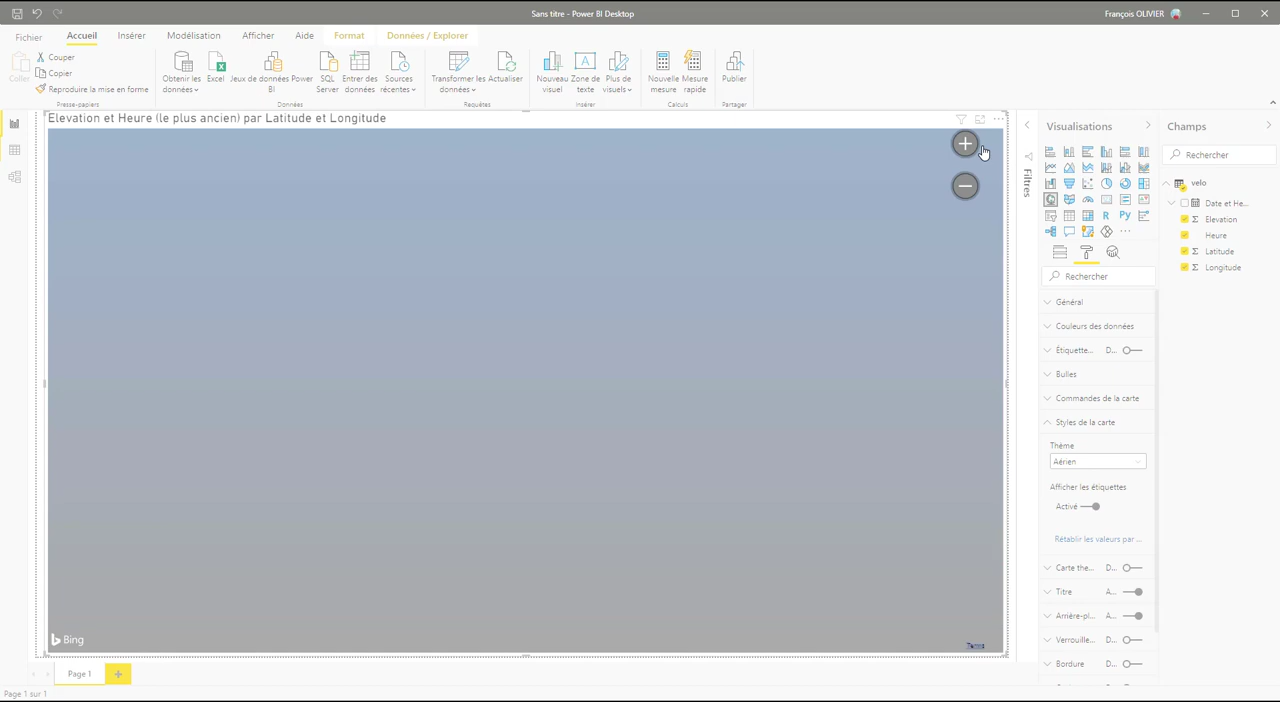 Sans titre - Power BI Desktop
François OLIVIER
Fichier
Accueil
Insérer
Modélisation
Afficher
Aide
Format
Données / Explorer
Coller
Couper
Copier
Reproduire la mise en forme
Presse-papiers
Obtenir les données
Excel
Jeux de données Power BI
SQL Server
Entrer des données
Sources récentes
Données
Transformer les données
Actualiser
Requêtes
Nouveau visuel
Zone de texte
Plus de visuels
Insérer
Nouvelle mesure
Mesure rapide
Calculs
Publier
Partager
Elevation et Heure (le plus ancien) par Latitude et Longitude
Bing
Filtres
Visualisations
R
Py
Rechercher
Général
Couleurs des données
Étiquette... D...
Bulles
Commandes de la carte
Styles de la carte
Thème
Aérien
Afficher les étiquettes
Activé
Rétablir les valeurs par ...
Carte the... D...
Titre A...
Arrière-pl... A...
Verrouille... D...
Bordure D...
Champs
Rechercher
velo
Date et He...
Elevation
Heure
Latitude
Longitude
Page 1
Page 1 sur 1